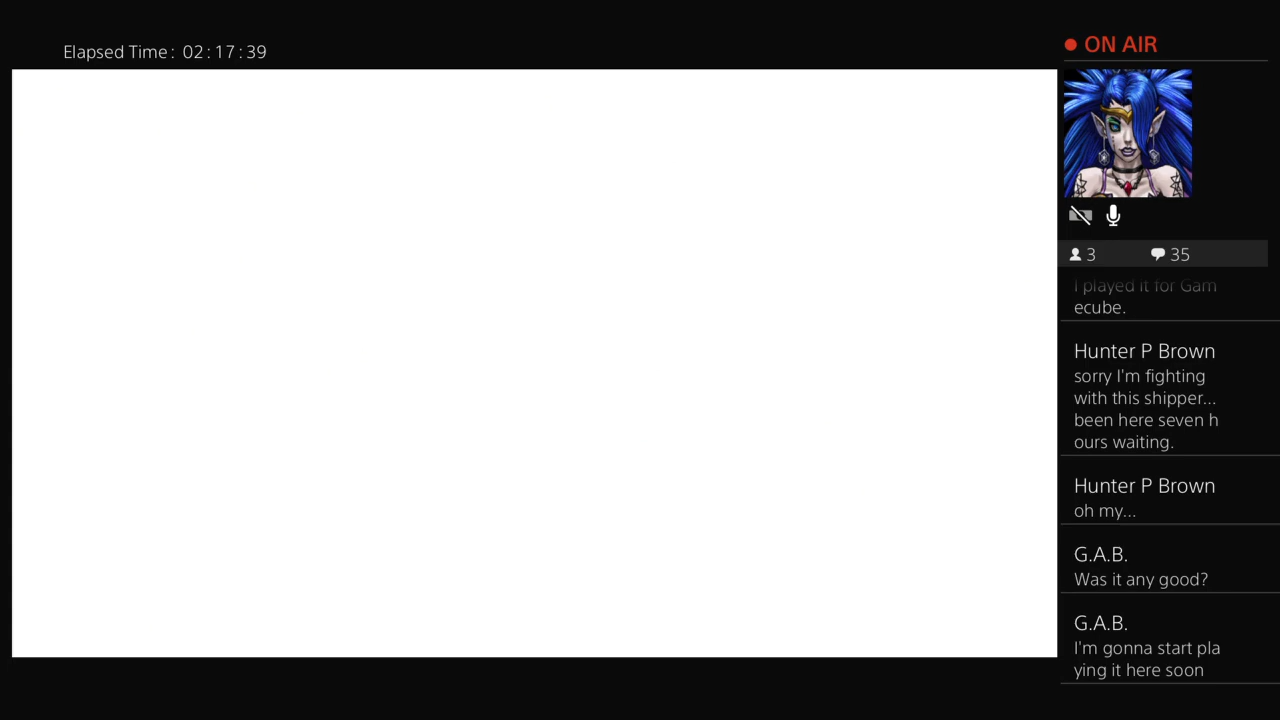 Elapsed Time: 02:17:39
ON AIR
3 35
I played it for Gam
ecube.
Hunter P Brown
sorry I'm fighting
with this shipper...
been here seven h
ours waiting.
Hunter P Brown
oh my...
G.A.B.
Was it any good?
G.A.B.
I'm gonna start pla
ying it here soon